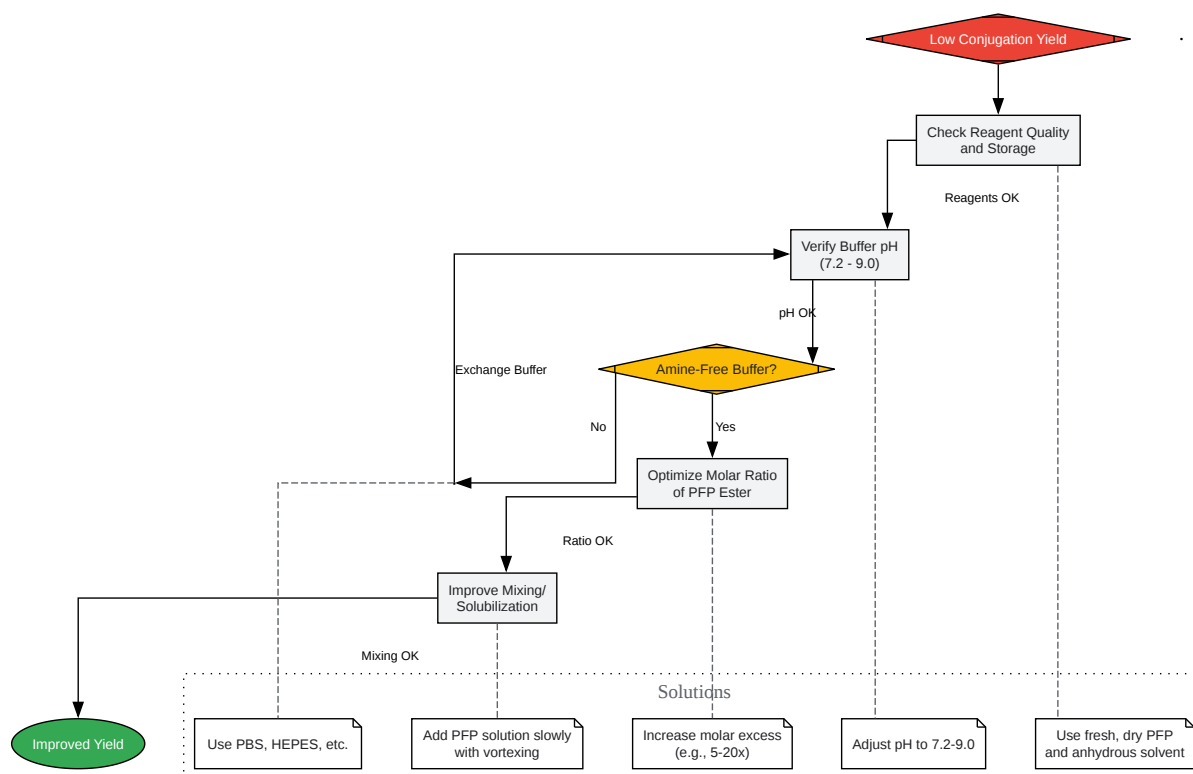 Low Conjugation Yield
Check Reagent Quality
and Storage
Reagents OK
Verify Buffer pH
(7.2 - 9.0)
pH OK
Exchange Buffer
Amine-Free Buffer?
No
Yes
Optimize Molar Ratio
of PFP Ester
Ratio OK
Improve Mixing/
Solubilization
Mixing OK
Solutions
Improved Yield
Use PBS, HEPES, etc.
Add PFP solution slowly
with vortexing
Increase molar excess
(e.g., 5-20x)
Adjust pH to 7.2-9.0
Use fresh, dry PFP
and anhydrous solvent